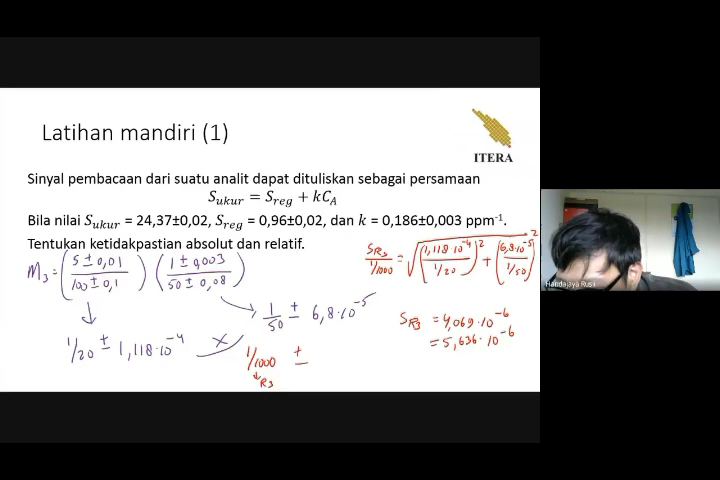 Latihan mandiri (1)
ITERA
Sinyal pembacaan dari suatu analit dapat dituliskan sebagai persamaan
S_ukur = S_reg + kC_A
Bila nilai S_ukur = 24,37±0,02, S_reg = 0,96±0,02, dan k = 0,186±0,003 ppm⁻¹.
Tentukan ketidakpastian absolut dan relatif.
M₃ = (5 ± 0,01 / 100 ± 0,1) (1 ± 0,003 / 50 ± 0,08)
S_R₃ / 1/1000 = √((1,118·10⁻⁴ / 1/20)² + (6,8·10⁻⁵ / 1/50)²)
1/50 ± 6,8·10⁻⁵
1/20 ± 1,118·10⁻⁴ ×
1/1000 ±
R₃
S_R₃ = 4,069·10⁻⁶
= 5,636·10⁻⁶
Handajaya Rusli